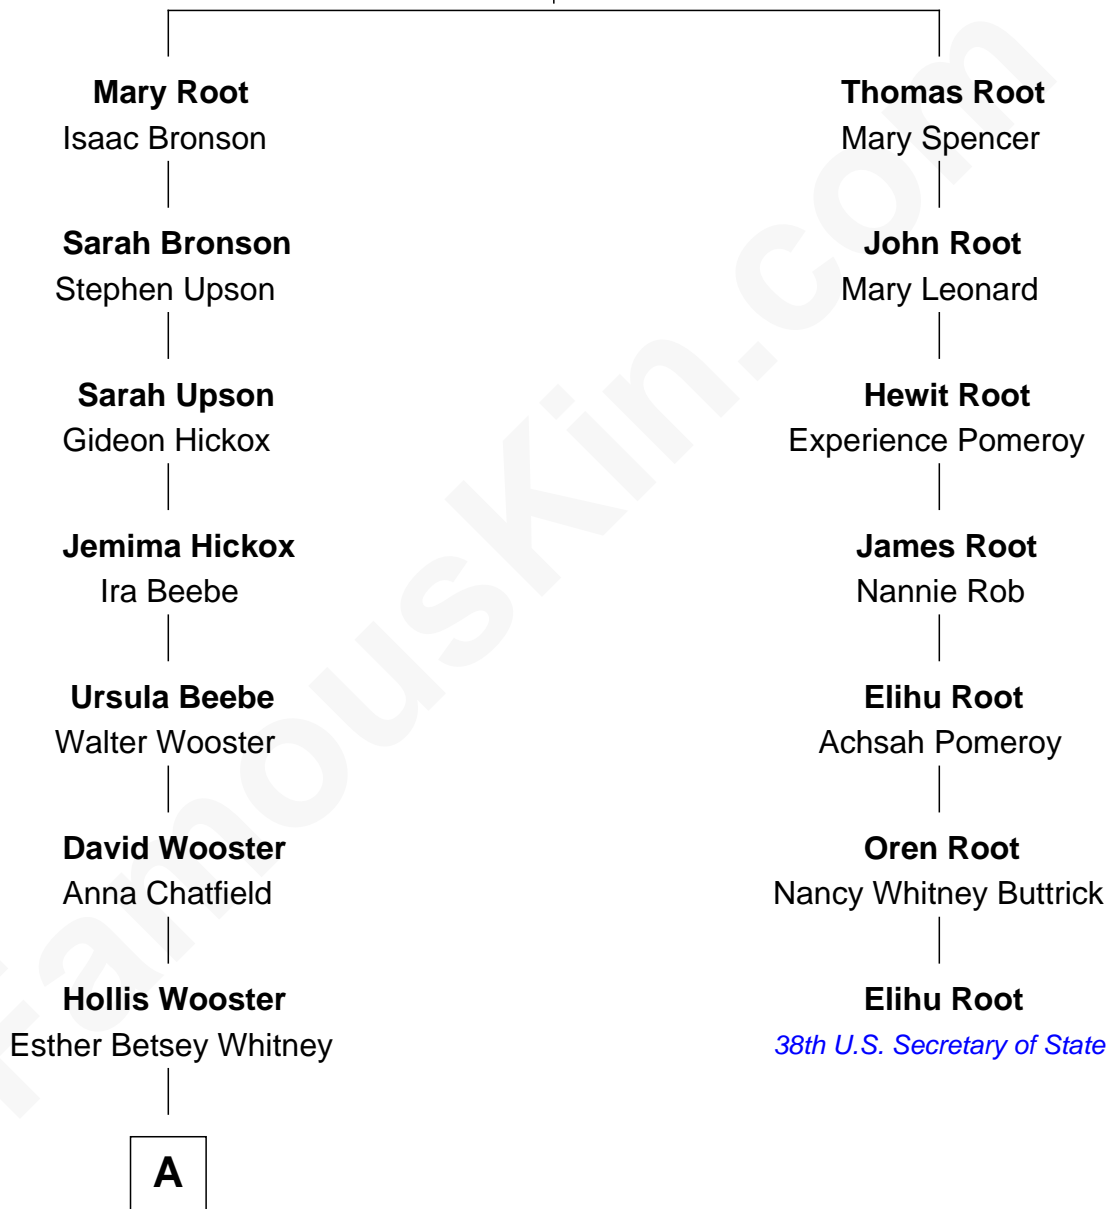 Mary Root
Isaac Bronson
Sarah Bronson
Stephen Upson
Sarah Upson
Gideon Hickox
Jemima Hickox
Ira Beebe
Ursula Beebe
Walter Wooster
David Wooster
Anna Chatfield
Hollis Wooster
Esther Betsey Whitney
A
Thomas Root
Mary Spencer
John Root
Mary Leonard
Hewit Root
Experience Pomeroy
James Root
Nannie Rob
Elihu Root
Achsah Pomeroy
Oren Root
Nancy Whitney Buttrick
Elihu Root
38th U.S. Secretary of State
FamousKin.com